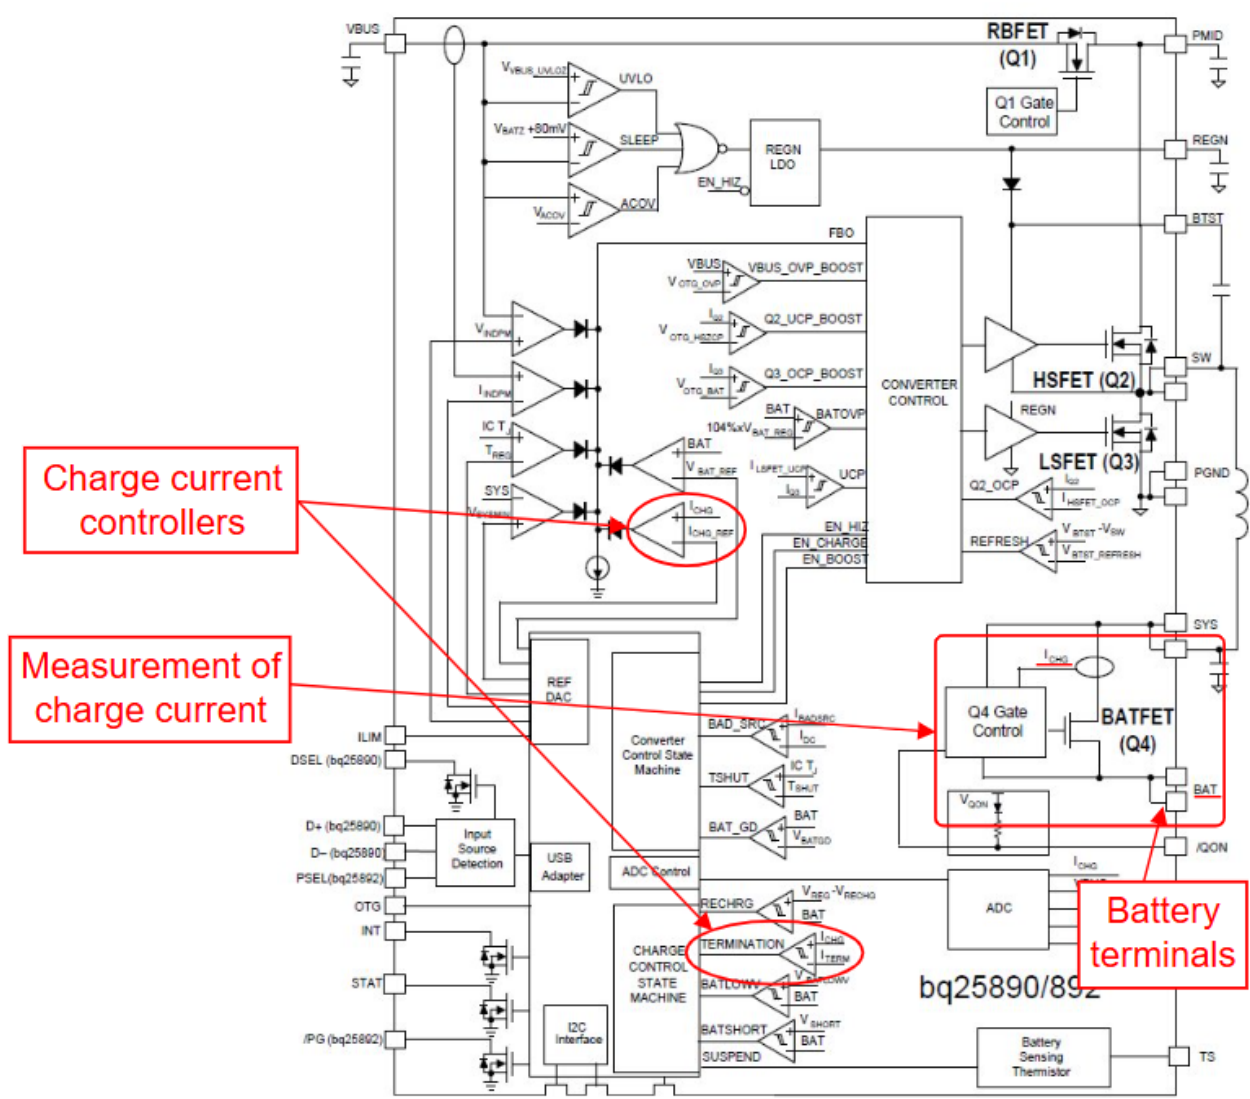 VBUS
RBFET
(Q1)
PMID
VVBUS_UVLOZ
UVLO
Q1 Gate
Control
VBATZ +80mV
SLEEP
REGN
LDO
REGN
EN_HIZ
VACOV
ACOV
BTST
FBO
VBUS
VOTG_OVP
VBUS_OVP_BOOST
IQ2
VOTG_HSZCP
Q2_UCP_BOOST
VINDPM
SW
IQ3
VOTG_BAT
Q3_OCP_BOOST
CONVERTER
CONTROL
HSFET (Q2)
IINDPM
BAT
104%xVBAT_REG
BATOVP
REGN
IC TJ
TREG
BAT
VBAT_REF
LSFET (Q3)
PGND
ILSFET_UCP
IQ3
UCP
Q2_OCP
IQ2
IHSFET_OCP
Charge current
controllers
SYS
VSYSMIN
ICHG
ICHG_REF
EN_HIZ
EN_CHARGE
EN_BOOST
REFRESH
VBTST -VSW
VBTST_REFRESH
SYS
Measurement of
charge current
REF
DAC
ICHG
Q4 Gate
Control
BATFET
(Q4)
ILIM
Converter
Control State
Machine
BAD_SRC
IBADSRC
IDC
DSEL (bq25890)
TSHUT
IC TJ
TSHUT
BAT
VQON
D+ (bq25890)
D– (bq25890)
PSEL(bq25892)
Input
Source
Detection
USB
Adapter
BAT_GD
BAT
VBATGD
/QON
ADC Control
ICHG
ADC
OTG
INT
RECHRG
VREG -VRECHG
BAT
Battery
terminals
CHARGE
CONTROL
STATE
MACHINE
TERMINATION
ICHG
ITERM
STAT
BATLOWV
VBATLOWV
BAT
bq25890/892
/PG (bq25892)
I2C
Interface
BATSHORT
VSHORT
BAT
SUSPEND
Battery
Sensing
Thermistor
TS